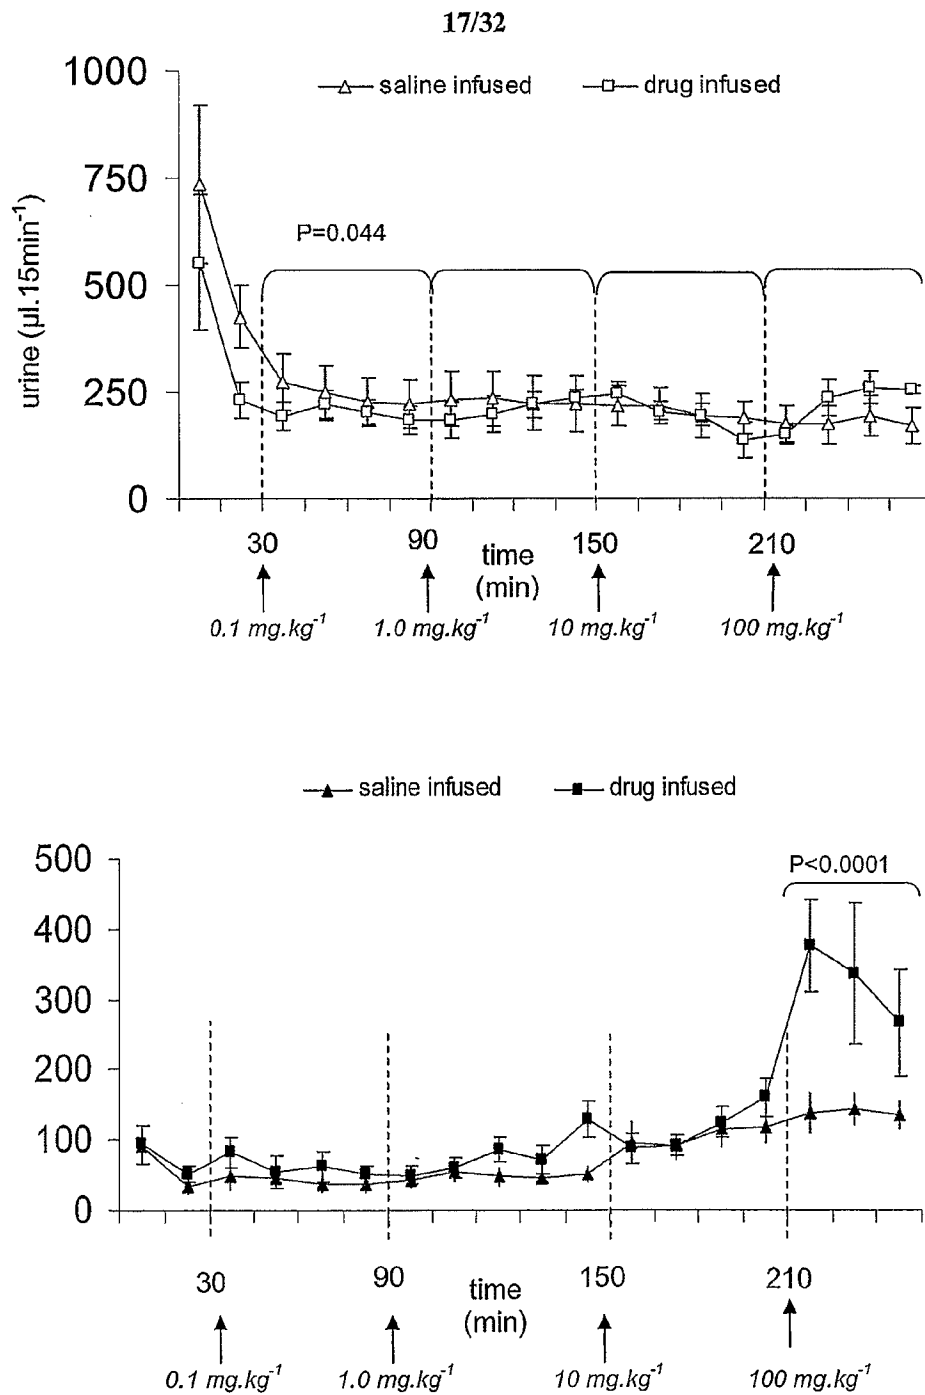 17/32
1000
saline infused drug infused
750
P=0.044
500
urine (µl.15min⁻¹)
250
0
30 90 time (min) 150 210
0.1 mg.kg⁻¹ 1.0 mg.kg⁻¹ 10 mg.kg⁻¹ 100 mg.kg⁻¹
saline infused drug infused
500
P<0.0001
400
300
200
100
0
30 90 time (min) 150 210
0.1 mg.kg⁻¹ 1.0 mg.kg⁻¹ 10 mg.kg⁻¹ 100 mg.kg⁻¹